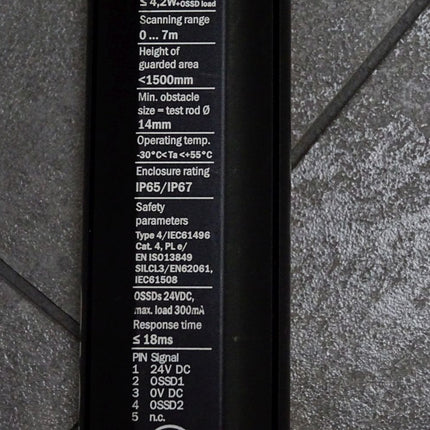 ≤ 4,2W+OSSD load
Scanning range
0 ... 7m
Height of
guarded area
<1500mm
Min. obstacle
size = test rod Ø
14mm
Operating temp.
-30°C<Ta<+55°C
Enclosure rating
IP65/IP67
Safety
parameters
Type 4/IEC61496
Cat. 4, PL e/
EN ISO13849
SILCL3/EN62061,
IEC61508
OSSDs 24VDC,
max. load 300mA
Response time
≤ 18ms
PIN Signal
1 24V DC
2 OSSD1
3 0V DC
4 OSSD2
5 n.c.